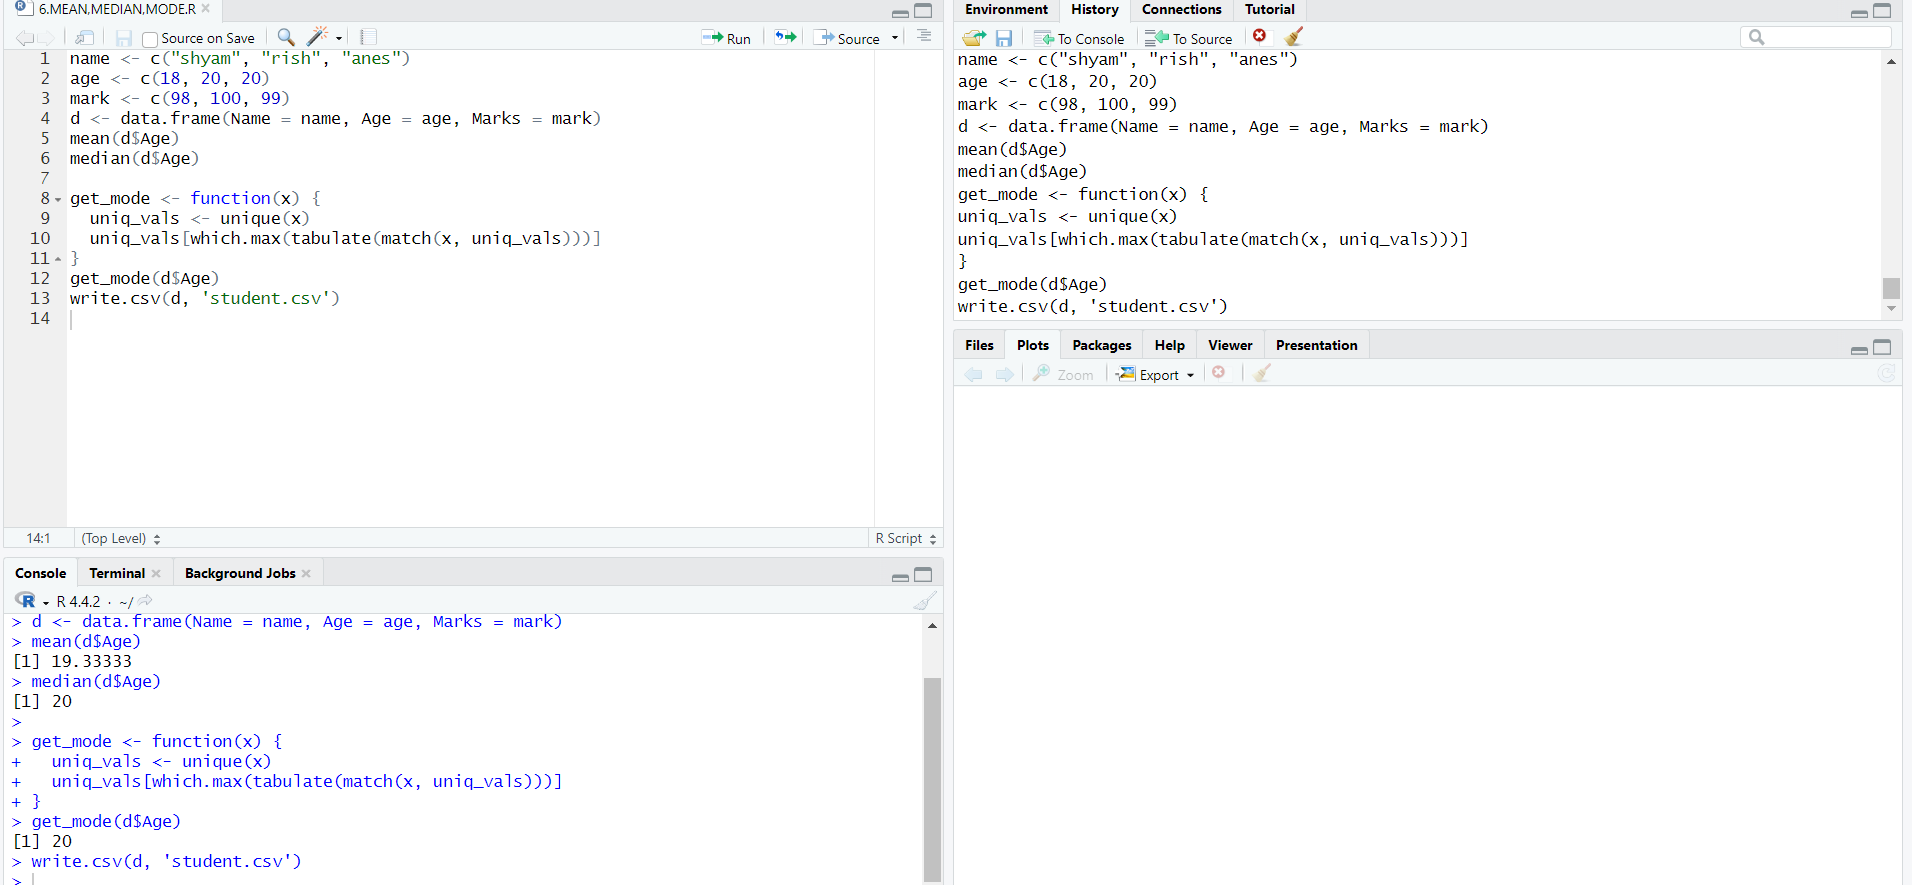 6.MEAN,MEDIAN,MODE.R
Source on Save
Run
Source
1 name <- c("shyam", "rish", "anes")
2 age <- c(18, 20, 20)
3 mark <- c(98, 100, 99)
4 d <- data.frame(Name = name, Age = age, Marks = mark)
5 mean(d$Age)
6 median(d$Age)
7
8 get_mode <- function(x) {
9   uniq_vals <- unique(x)
10   uniq_vals[which.max(tabulate(match(x, uniq_vals)))]
11 }
12 get_mode(d$Age)
13 write.csv(d, 'student.csv')
14
14:1 (Top Level) R Script
Console Terminal Background Jobs
R 4.4.2 · ~/
> d <- data.frame(Name = name, Age = age, Marks = mark)
> mean(d$Age)
[1] 19.33333
> median(d$Age)
[1] 20
>
> get_mode <- function(x) {
+   uniq_vals <- unique(x)
+   uniq_vals[which.max(tabulate(match(x, uniq_vals)))]
+ }
> get_mode(d$Age)
[1] 20
> write.csv(d, 'student.csv')
>
Environment History Connections Tutorial
To Console To Source
name <- c("shyam", "rish", "anes")
age <- c(18, 20, 20)
mark <- c(98, 100, 99)
d <- data.frame(Name = name, Age = age, Marks = mark)
mean(d$Age)
median(d$Age)
get_mode <- function(x) {
uniq_vals <- unique(x)
uniq_vals[which.max(tabulate(match(x, uniq_vals)))]
}
get_mode(d$Age)
write.csv(d, 'student.csv')
Files Plots Packages Help Viewer Presentation
Zoom Export